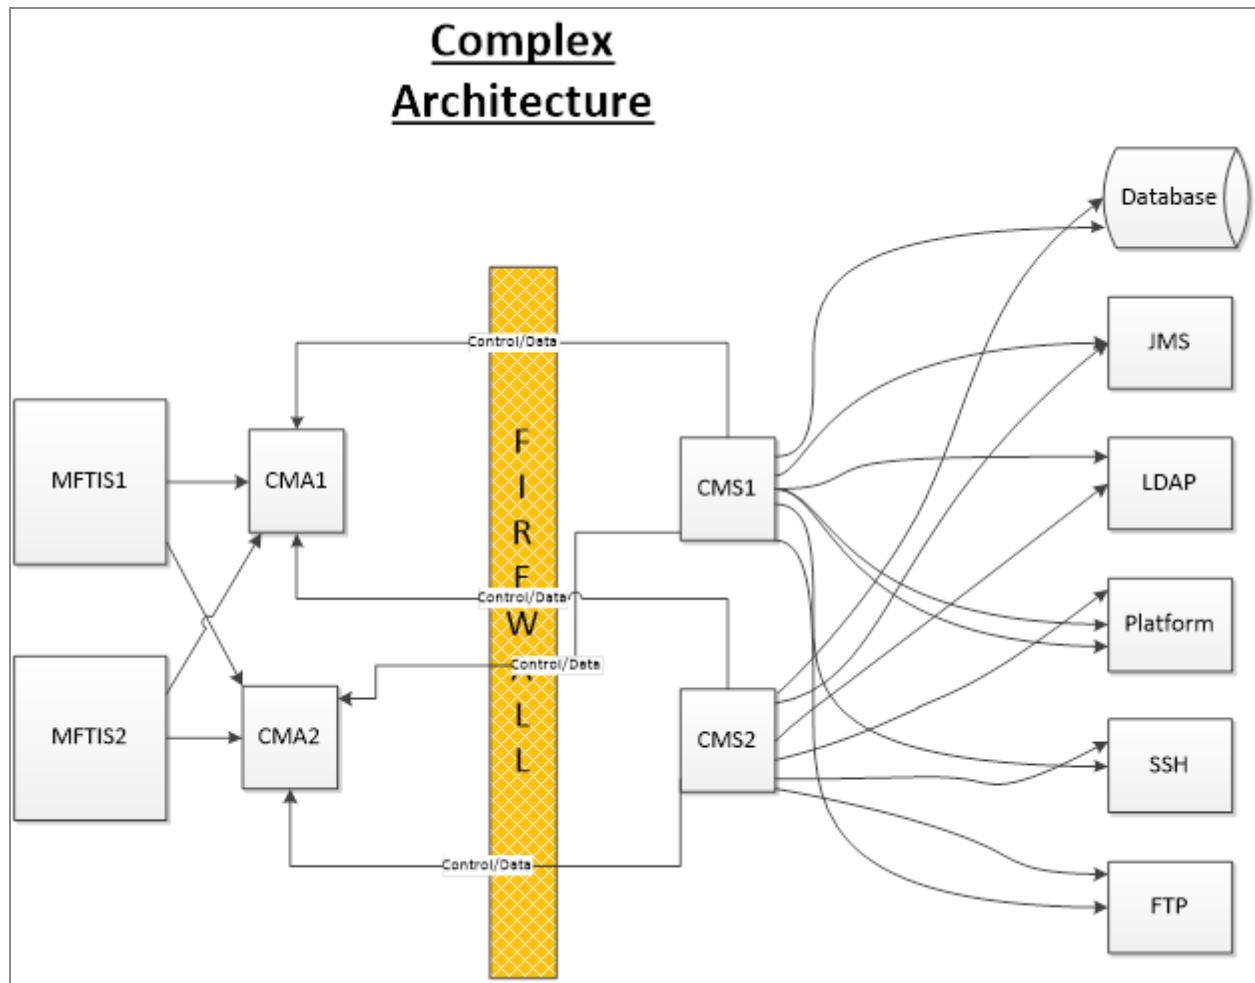 Complex
Architecture
Database
JMS
LDAP
Platform
SSH
FTP
Control/Data
Control/Data
Control/Data
Control/Data
MFTIS1
MFTIS2
CMA1
CMA2
F
I
R
E
W
A
L
L
CMS1
CMS2